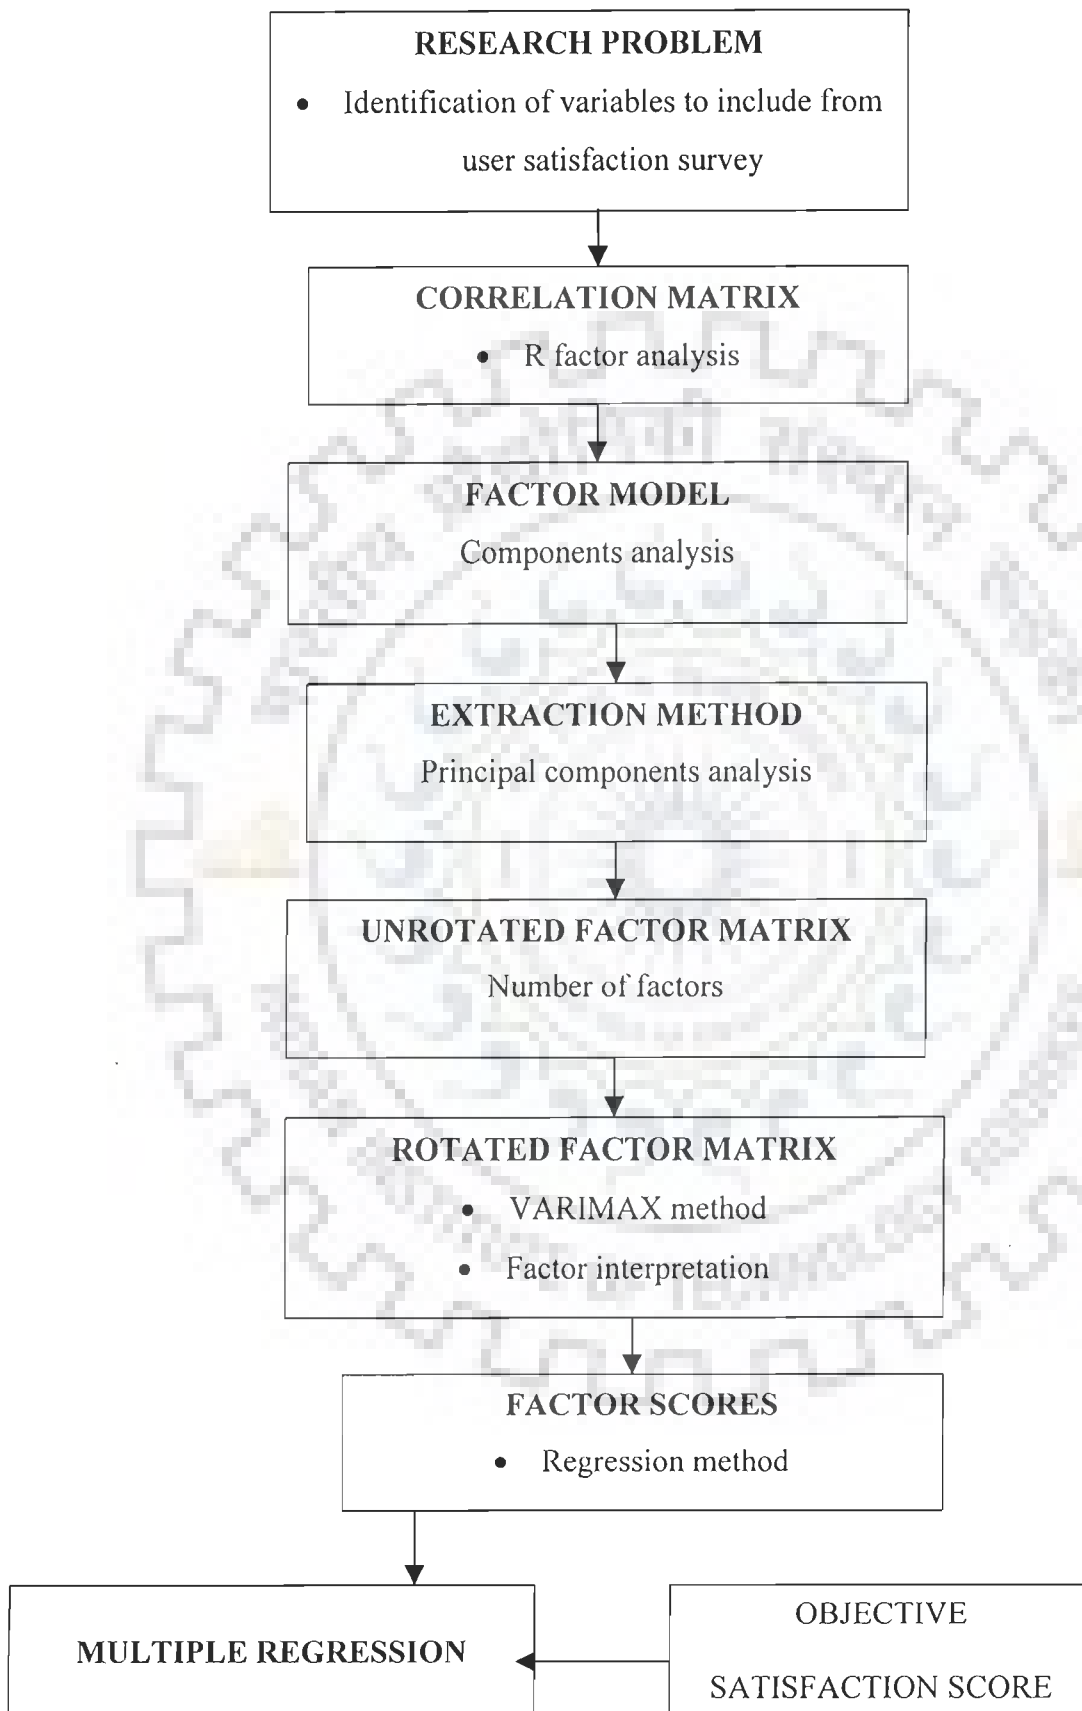 RESEARCH PROBLEM
• Identification of variables to include from
user satisfaction survey
CORRELATION MATRIX
• R factor analysis
FACTOR MODEL
Components analysis
EXTRACTION METHOD
Principal components analysis
UNROTATED FACTOR MATRIX
Number of factors
ROTATED FACTOR MATRIX
• VARIMAX method
• Factor interpretation
FACTOR SCORES
• Regression method
MULTIPLE REGRESSION
OBJECTIVE
SATISFACTION SCORE